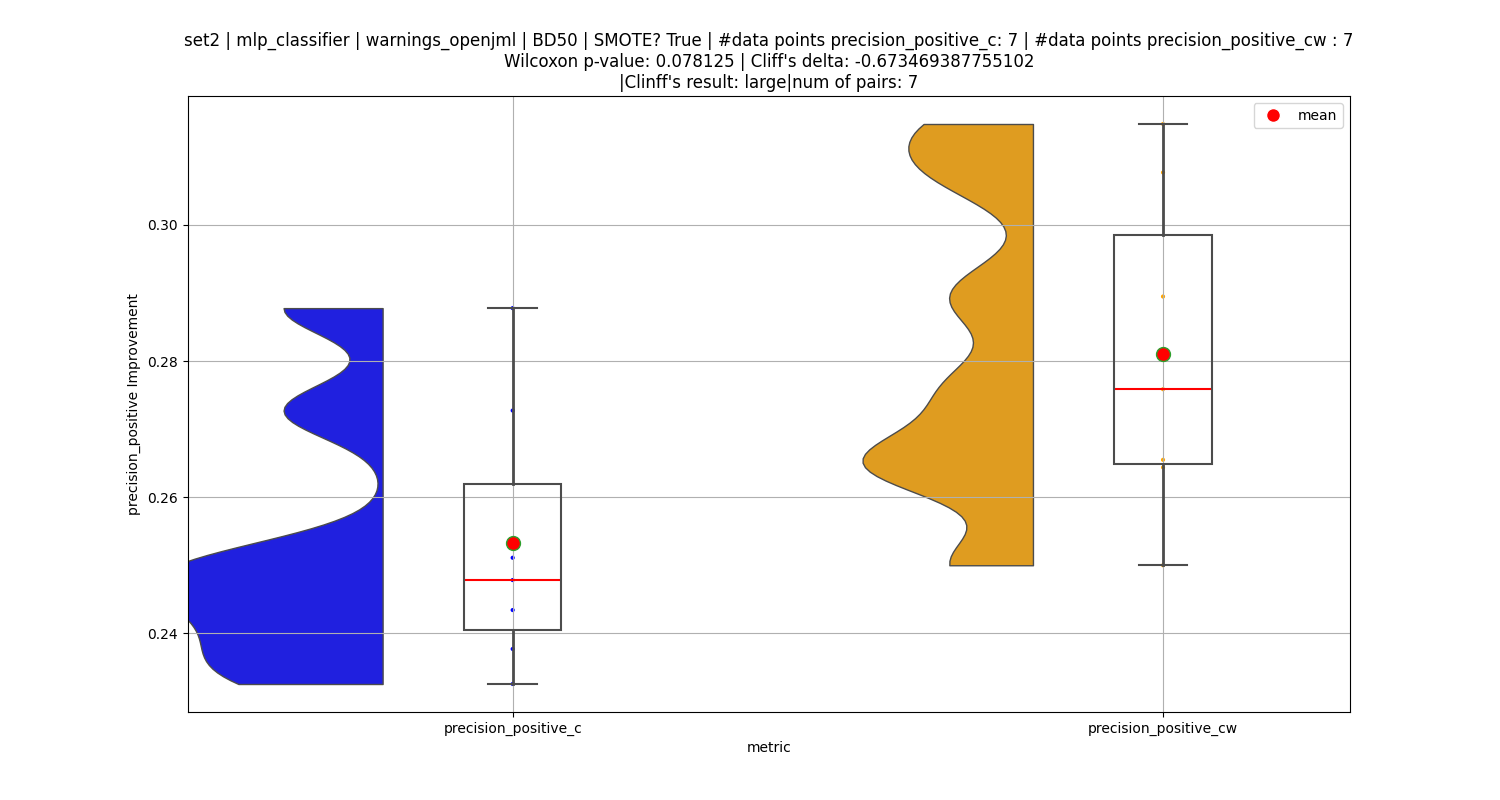 set2 | mlp_classifier | warnings_openjml | BD50 | SMOTE? True | #data points precision_positive_c: 7 | #data points precision_positive_cw : 7
Wilcoxon p-value: 0.078125 | Cliff's delta: -0.673469387755102
|Clinff's result: large|num of pairs: 7
mean
0.30
0.28
0.26
0.24
precision_positive Improvement
precision_positive_c
precision_positive_cw
metric